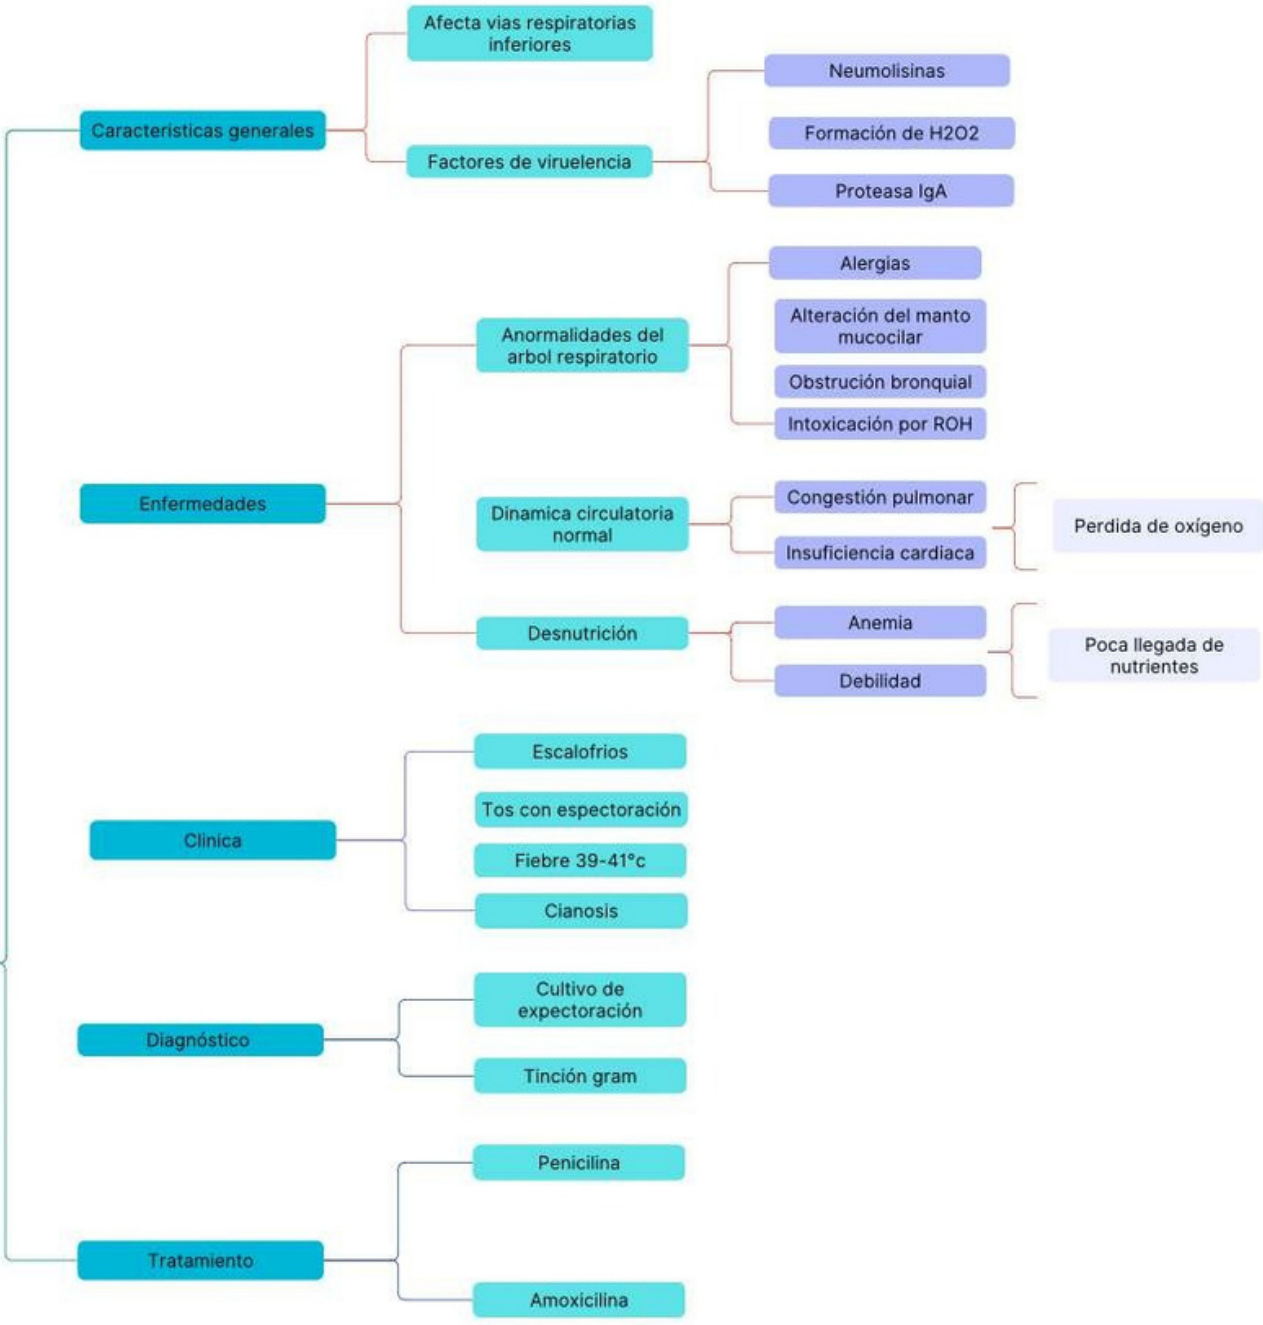 Afecta vias respiratorias
inferiores
Caracteristicas generales
Factores de viruelencia
Neumolisinas
Formación de H2O2
Proteasa IgA
Enfermedades
Anormalidades del
arbol respiratorio
Alergias
Alteración del manto
mucocilar
Obstrución bronquial
Intoxicación por ROH
Dinamica circulatoria
normal
Congestión pulmonar
Insuficiencia cardiaca
Perdida de oxígeno
Desnutrición
Anemia
Debilidad
Poca llegada de
nutrientes
Clinica
Escalofrios
Tos con espectoración
Fiebre 39-41°c
Cianosis
Diagnóstico
Cultivo de
expectoración
Tinción gram
Tratamiento
Penicilina
Amoxicilina